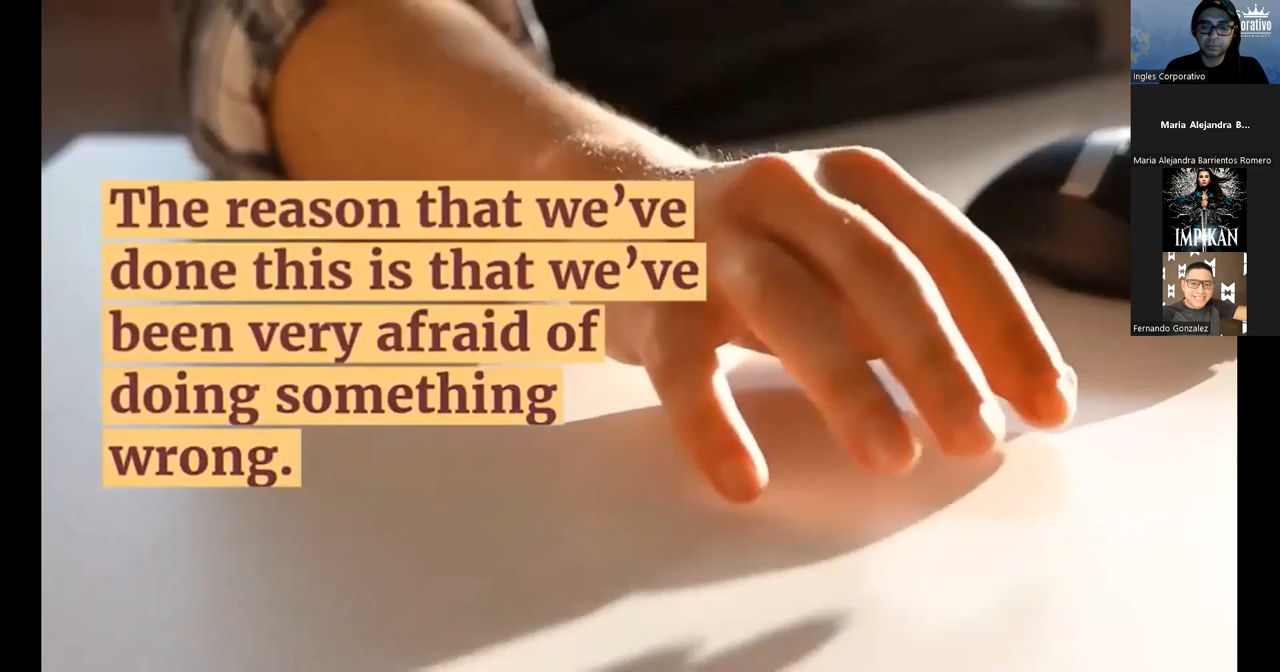 The reason that we’ve
done this is that we’ve
been very afraid of
doing something
wrong.
orativo
Ingles Corporativo
Maria Alejandra B...
Maria Alejandra Barrientos Romero
IMPIKAN
Fernando Gonzalez